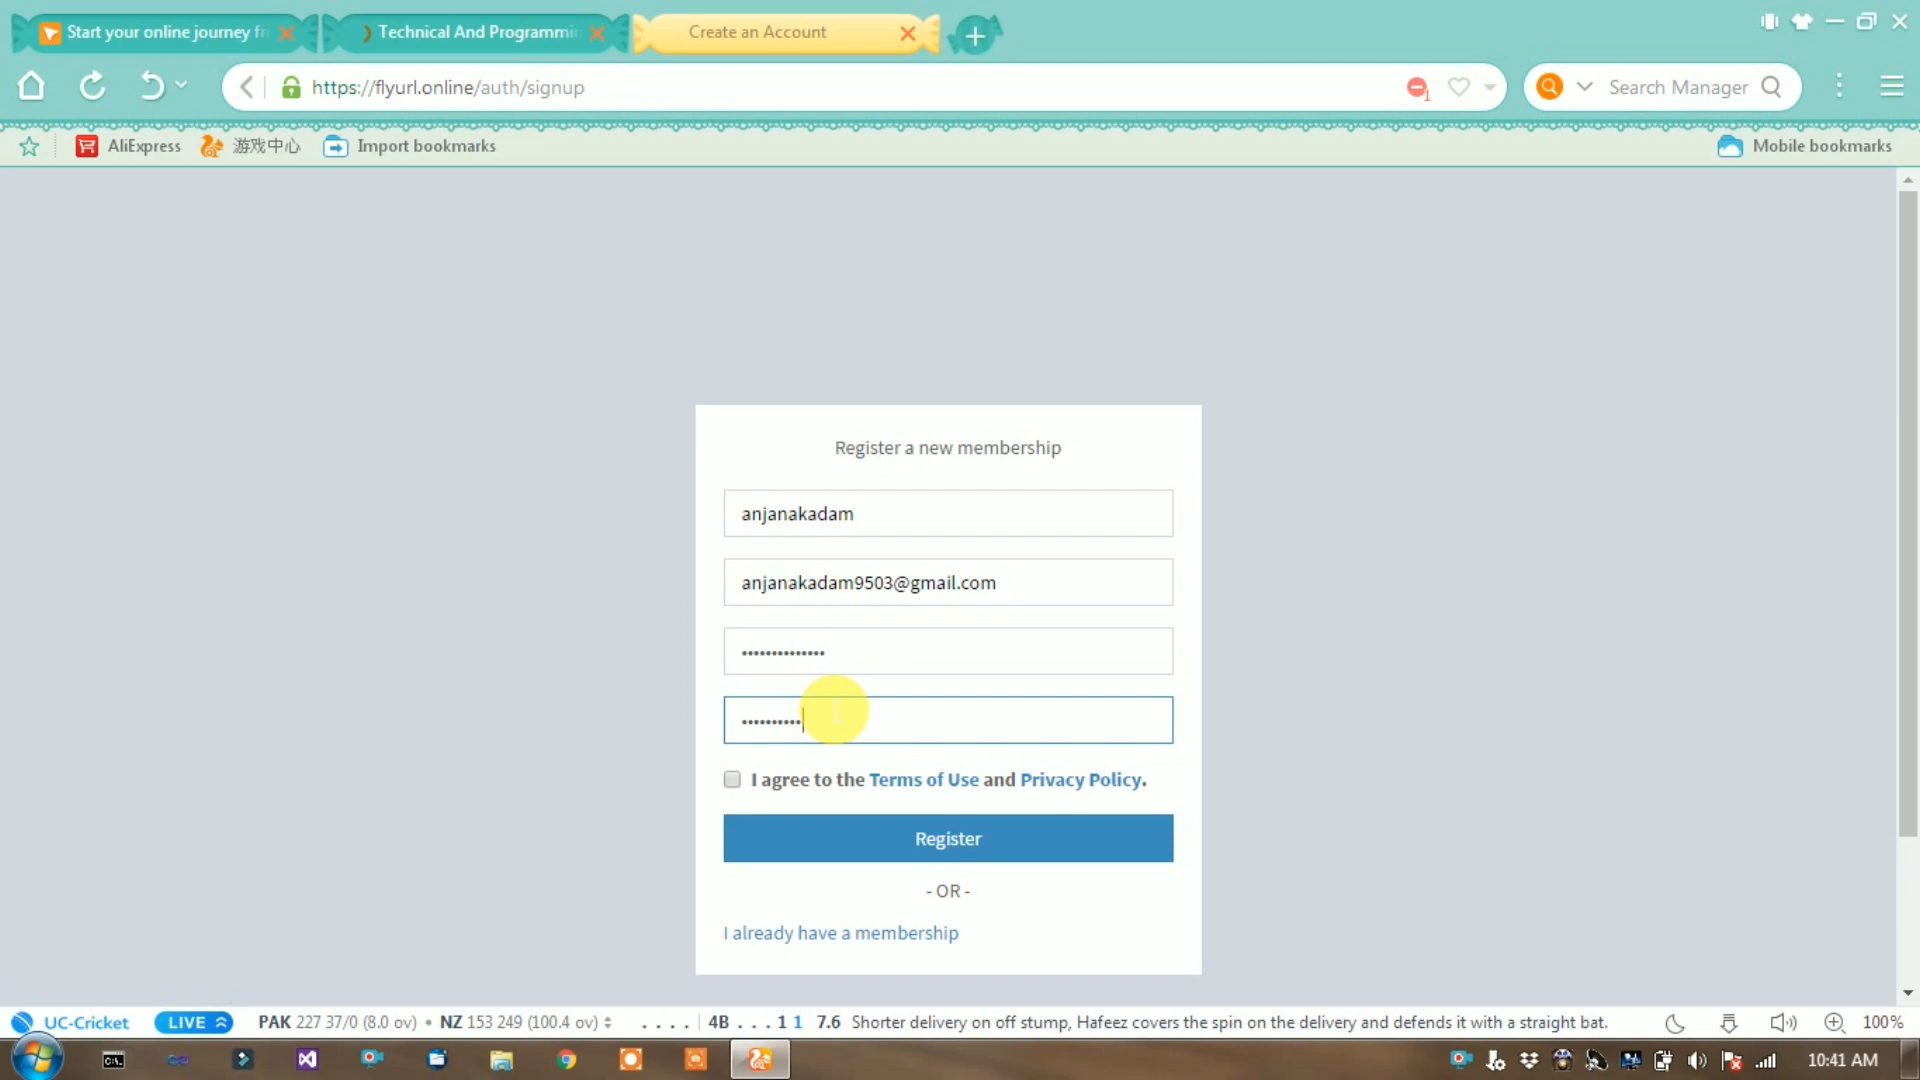 Start your online journey fr
Technical And Programmin
Create an Account
https://flyurl.online/auth/signup
1
Search Manager
AliExpress
游戏中心
Import bookmarks
Mobile bookmarks
Register a new membership
anjanakadam
anjanakadam9503@gmail.com
••••••••••••••
••••••••••
I agree to the Terms of Use and Privacy Policy.
Register
- OR -
I already have a membership
UC-Cricket
LIVE
PAK 227 37/0 (8.0 ov) • NZ 153 249 (100.4 ov)
. . . . | 4B . . . 1 1 7.6 Shorter delivery on off stump, Hafeez covers the spin on the delivery and defends it with a straight bat.
100%
C:\.
10:41 AM